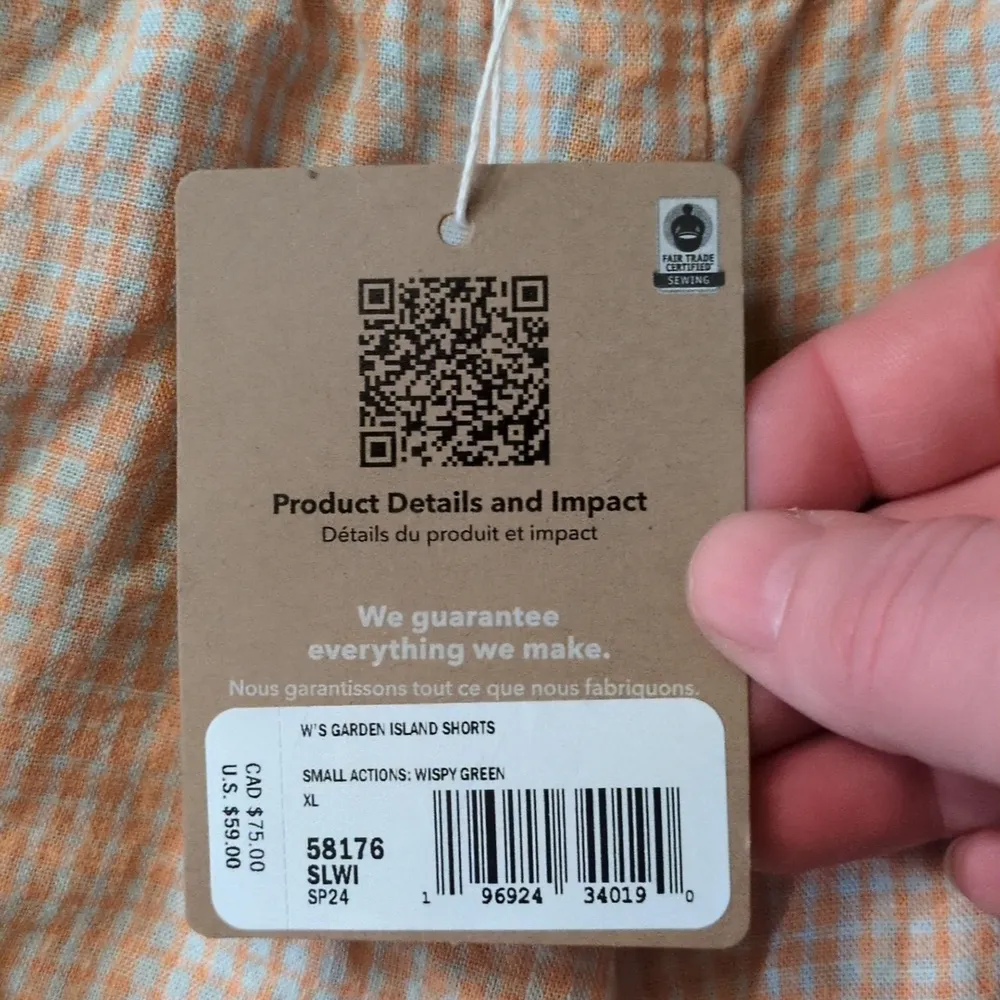 FAIR TRADE
CERTIFIED
SEWING
Product Details and Impact
Détails du produit et impact
We guarantee
everything we make.
Nous garantissons tout ce que nous fabriquons.
W'S GARDEN ISLAND SHORTS
SMALL ACTIONS: WISPY GREEN
XL
58176
SLWI
SP24
CAD $75.00
U.S. $59.00
1 96924 34019 0